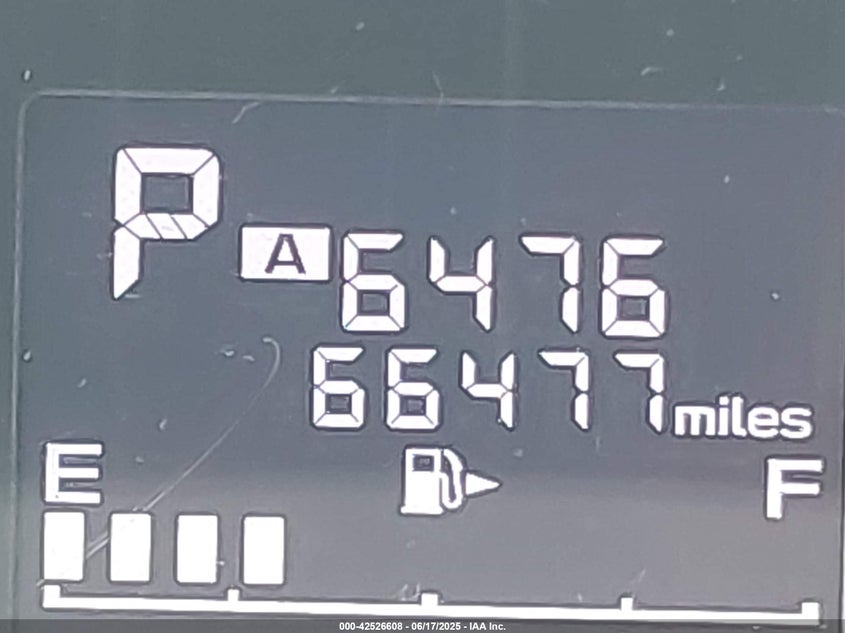 P
A 6476
66477 miles
E F
000-42526608 - 06/17/2025 - IAA Inc.